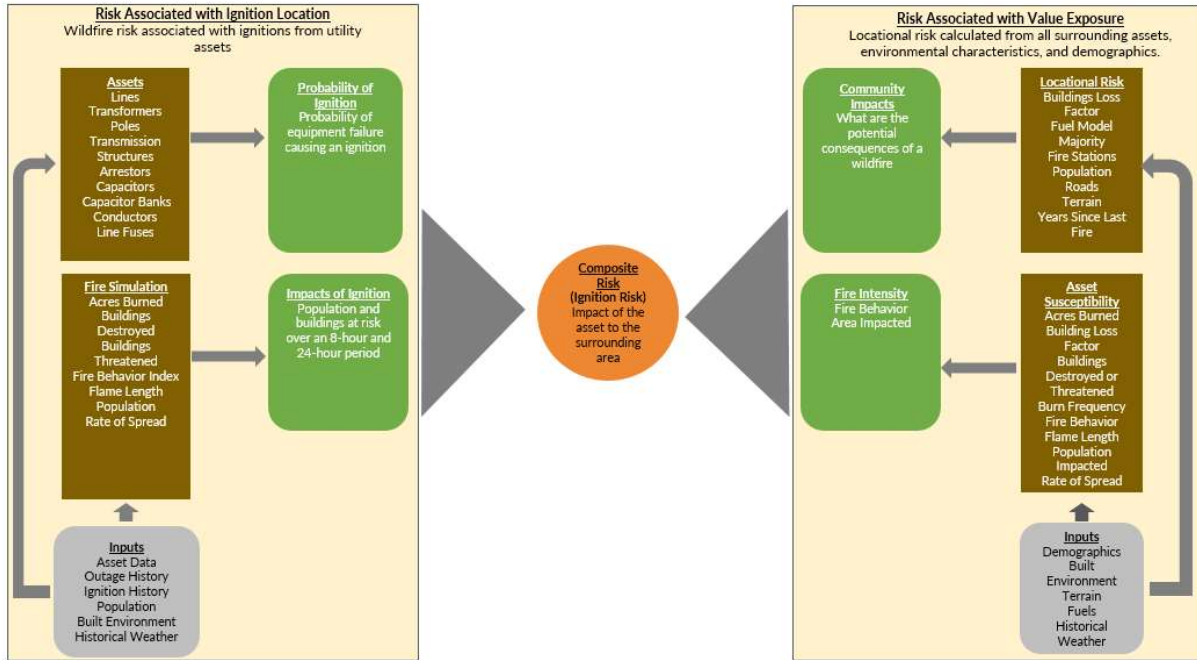 Risk Associated with Ignition Location
Wildfire risk associated with ignitions from utility
assets
Assets
Lines
Transformers
Poles
Transmission
Structures
Arrestors
Capacitors
Capacitor Banks
Conductors
Line Fuses
Probability of
Ignition
Probability of
equipment failure
causing an ignition
Fire Simulation
Acres Burned
Buildings
Destroyed
Buildings
Threatened
Fire Behavior Index
Flame Length
Population
Rate of Spread
Impacts of Ignition
Population and
buildings at risk
over an 8-hour and
24-hour period
Inputs
Asset Data
Outage History
Ignition History
Population
Built Environment
Historical Weather
Composite
Risk
(Ignition Risk)
Impact of the
asset to the
surrounding
area
Risk Associated with Value Exposure
Locational risk calculated from all surrounding assets,
environmental characteristics, and demographics.
Community
Impacts
What are the
potential
consequences of a
wildfire
Locational Risk
Buildings Loss
Factor
Fuel Model
Majority
Fire Stations
Population
Roads
Terrain
Years Since Last
Fire
Fire Intensity
Fire Behavior
Area Impacted
Asset
Susceptibility
Acres Burned
Building Loss
Factor
Buildings
Destroyed or
Threatened
Burn Frequency
Fire Behavior
Flame Length
Population
Impacted
Rate of Spread
Inputs
Demographics
Built
Environment
Terrain
Fuels
Historical
Weather